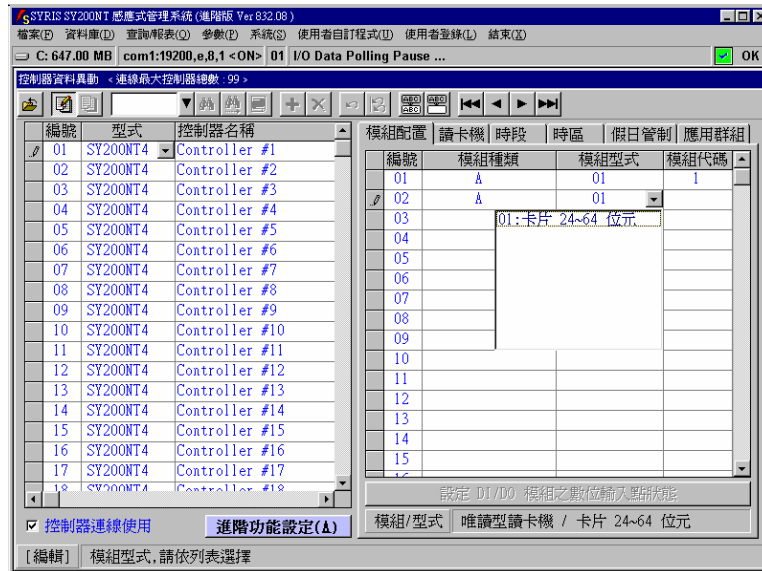 SYRIS SY200NT 感應式管理系統 (進階版 Ver 832.08 )
檔案(F) 資料庫(D) 查詢/報表(Q) 參數(P) 系統(S) 使用者自訂程式(U) 使用者登錄(L) 結束(X)
C: 647.00 MB com1:19200,e,8,1 <ON> 01 I/O Data Polling Pause ... OK
控制器資料異動 < 連線最大控制器總數 : 99 >
模組配置 讀卡機 時段 時區 假日管制 應用群組
編號 型式 控制器名稱
01 SY200NT4 Controller #1
02 SY200NT4 Controller #2
03 SY200NT4 Controller #3
04 SY200NT4 Controller #4
05 SY200NT4 Controller #5
06 SY200NT4 Controller #6
07 SY200NT4 Controller #7
08 SY200NT4 Controller #8
09 SY200NT4 Controller #9
10 SY200NT4 Controller #10
11 SY200NT4 Controller #11
12 SY200NT4 Controller #12
13 SY200NT4 Controller #13
14 SY200NT4 Controller #14
15 SY200NT4 Controller #15
16 SY200NT4 Controller #16
17 SY200NT4 Controller #17
18 SY200NT4 Controller #18
編號 模組種類 模組型式 模組代碼
01 A 01 1
02 A 01
03 01:卡片 24~64 位元
04
05
06
07
08
09
10
11
12
13
14
15
16
設定 DI/DO 模組之數位輸入點狀態
控制器連線使用 進階功能設定(A)
模組/型式 唯讀型讀卡機 / 卡片 24~64 位元
[編輯] 模組型式,請依列表選擇